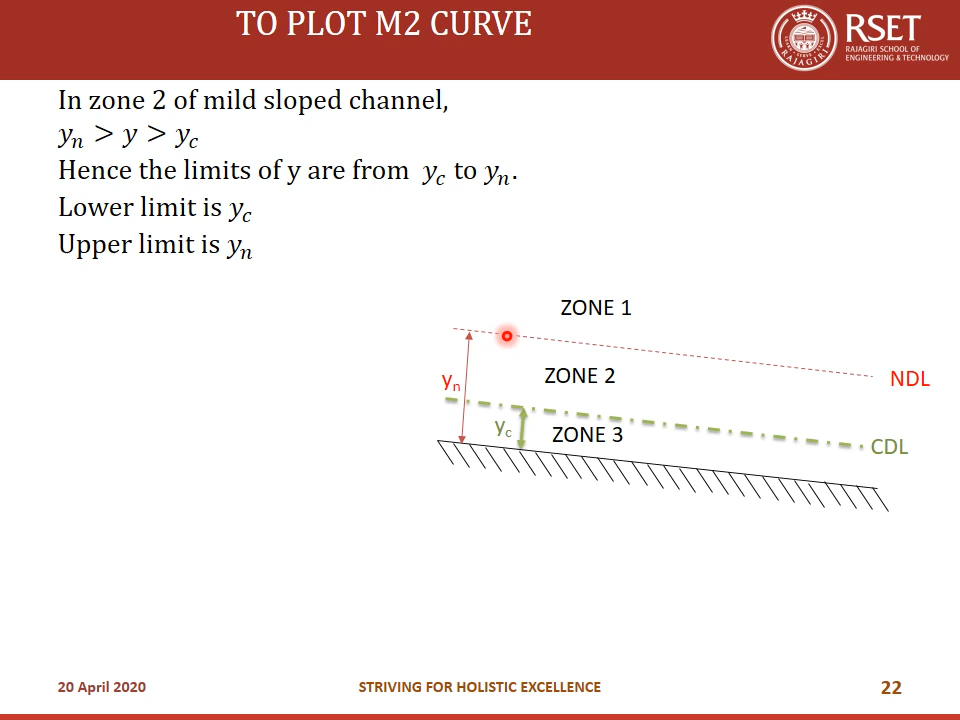 TO PLOT M2 CURVE
RSET
RAJAGIRI SCHOOL OF
ENGINEERING & TECHNOLOGY
RAJAGIRI
In zone 2 of mild sloped channel,
yn > y > yc
Hence the limits of y are from yc to yn.
Lower limit is yc
Upper limit is yn
ZONE 1
yn
ZONE 2
NDL
yc
ZONE 3
CDL
20 April 2020
STRIVING FOR HOLISTIC EXCELLENCE
22